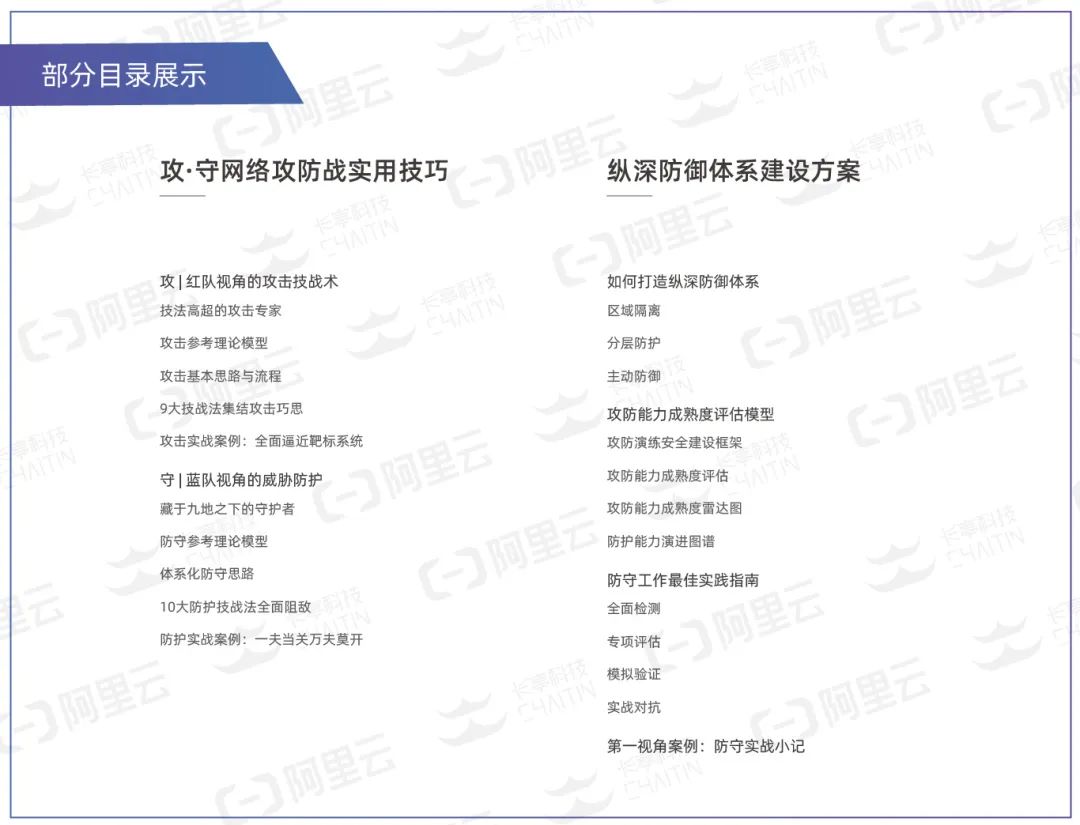 部分目录展示
攻·守网络攻防战实用技巧
攻|红队视角的攻击技战术
技法高超的攻击专家
攻击参考理论模型
攻击基本思路与流程
9大技战法集结攻击巧思
攻击实战案例：全面逼近靶标系统
守|蓝队视角的威胁防护
藏于九地之下的守护者
防守参考理论模型
体系化防守思路
10大防护技战法全面阻敌
防护实战案例：一夫当关万夫莫开
纵深防御体系建设方案
如何打造纵深防御体系
区域隔离
分层防护
主动防御
攻防能力成熟度评估模型
攻防演练安全建设框架
攻防能力成熟度评估
攻防能力成熟度雷达图
防护能力演进图谱
防守工作最佳实践指南
全面检测
专项评估
模拟验证
实战对抗
第一视角案例：防守实战小记
阿里云
长亭科技
CHAITIN